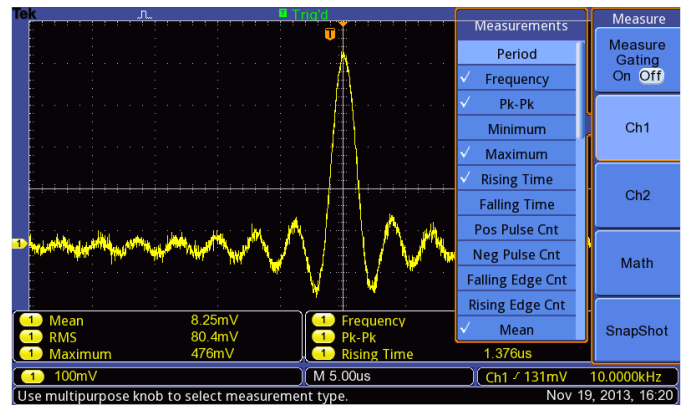 Tek
Trig'd
T
T
Measurements
Period
✓ Frequency
✓ Pk-Pk
Minimum
✓ Maximum
✓ Rising Time
Falling Time
Pos Pulse Cnt
Neg Pulse Cnt
Falling Edge Cnt
Rising Edge Cnt
✓ Mean
Measure
Measure
Gating
On Off
Ch1
Ch2
Math
SnapShot
1
1 Mean 8.25mV
1 RMS 80.4mV
1 Maximum 476mV
1 Frequency
1 Pk-Pk
1 Rising Time 1.376us
1 100mV
M 5.00us
Ch1 131mV 10.0000kHz
Use multipurpose knob to select measurement type.
Nov 19, 2013, 16:20